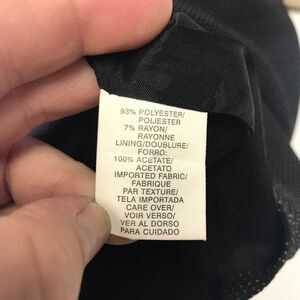 93% POLYESTER/
POLIESTER
7% RAYON/
RAYONNE
LINING/DOUBLURE/
FORRO:
100% ACETATE/
ACETATO
IMPORTED FABRIC/
FABRIQUE
PAR TEXTURE/
TELA IMPORTADA
CARE OVER/
VOIR VERSO/
VER AL DORSO
PARA CUIDADO